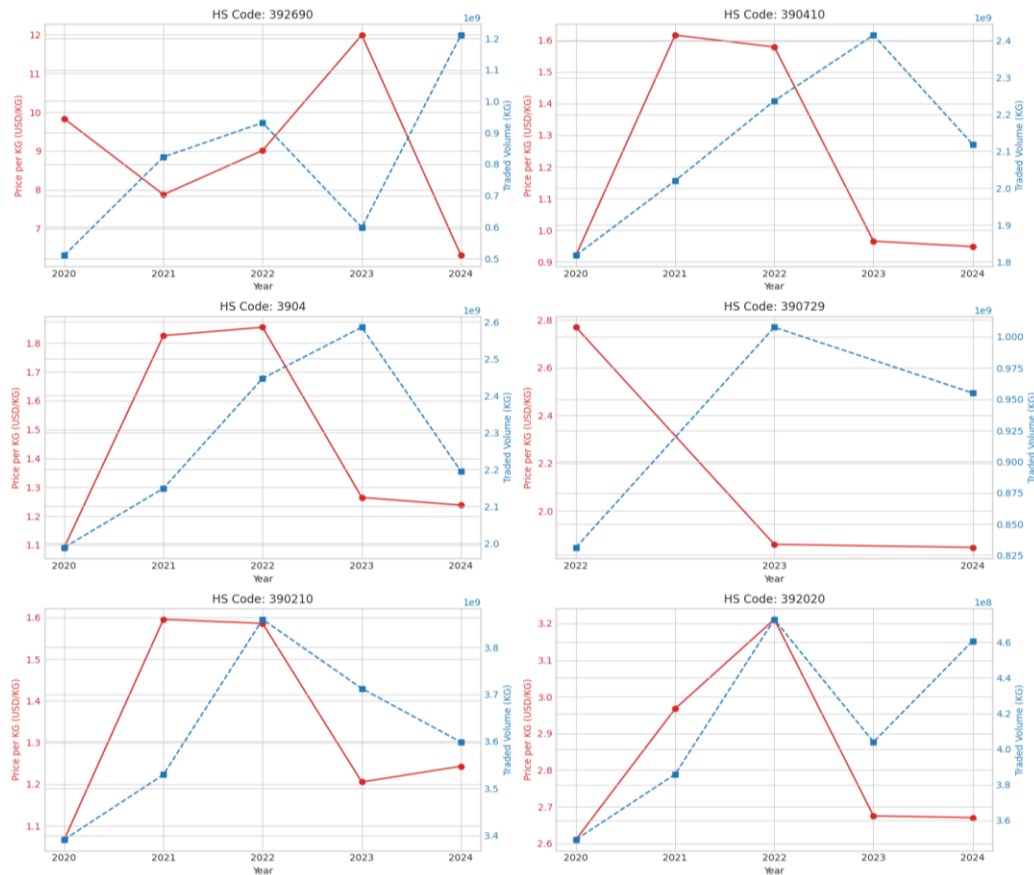 HS Code: 392690
1e9
12
11
10
9
8
7
Price per KG (USD/KG)
1.2
1.1
1.0
0.9
0.8
0.7
0.6
0.5
Traded Volume (KG)
2020 2021 2022 2023 2024
Year
HS Code: 390410
1e9
1.6
1.5
1.4
1.3
1.2
1.1
1.0
0.9
Price per KG (USD/KG)
2.4
2.3
2.2
2.1
2.0
1.9
1.8
Traded Volume (KG)
2020 2021 2022 2023 2024
Year
HS Code: 3904
1e9
1.8
1.7
1.6
1.5
1.4
1.3
1.2
1.1
Price per KG (USD/KG)
2.6
2.5
2.4
2.3
2.2
2.1
2.0
Traded Volume (KG)
2020 2021 2022 2023 2024
Year
HS Code: 390729
1e9
2.8
2.6
2.4
2.2
2.0
Price per KG (USD/KG)
1.000
0.975
0.950
0.925
0.900
0.875
0.850
0.825
Traded Volume (KG)
2022 2023 2024
Year
HS Code: 390210
1e9
1.6
1.5
1.4
1.3
1.2
1.1
Price per KG (USD/KG)
3.8
3.7
3.6
3.5
3.4
Traded Volume (KG)
2020 2021 2022 2023 2024
Year
HS Code: 392020
1e8
3.2
3.1
3.0
2.9
2.8
2.7
2.6
Price per KG (USD/KG)
4.6
4.4
4.2
4.0
3.8
3.6
Traded Volume (KG)
2020 2021 2022 2023 2024
Year